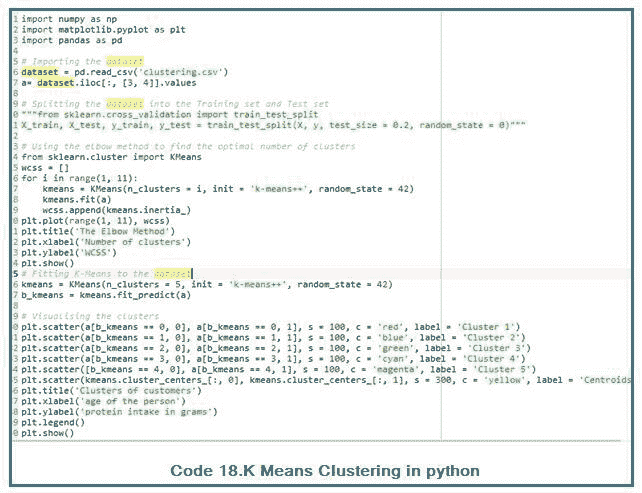 1 import numpy as np
2 import matplotlib.pyplot as plt
3 import pandas as pd
4
5 # Importing the dataset
6 dataset = pd.read_csv('clustering.csv')
7 a= dataset.iloc[:, [3, 4]].values
8
9 # Splitting the dataset into the Training set and Test set
0 """from sklearn.cross_validation import train_test_split
1 X_train, X_test, y_train, y_test = train_test_split(X, y, test_size = 0.2, random_state = 0)"""
2
3 # Using the elbow method to find the optimal number of clusters
4 from sklearn.cluster import KMeans
5 wcss = []
6 for i in range(1, 11):
7 kmeans = KMeans(n_clusters = i, init = 'k-means++', random_state = 42)
8 kmeans.fit(a)
9 wcss.append(kmeans.inertia_)
0 plt.plot(range(1, 11), wcss)
1 plt.title('The Elbow Method')
2 plt.xlabel('Number of clusters')
3 plt.ylabel('WCSS')
4 plt.show()
5 # Fitting K-Means to the dataset
6 kmeans = KMeans(n_clusters = 5, init = 'k-means++', random_state = 42)
7 b_kmeans = kmeans.fit_predict(a)
8
9 # Visualising the clusters
0 plt.scatter(a[b_kmeans == 0, 0], a[b_kmeans == 0, 1], s = 100, c = 'red', label = 'Cluster 1')
1 plt.scatter(a[b_kmeans == 1, 0], a[b_kmeans == 1, 1], s = 100, c = 'blue', label = 'Cluster 2')
2 plt.scatter(a[b_kmeans == 2, 0], a[b_kmeans == 2, 1], s = 100, c = 'green', label = 'Cluster 3')
3 plt.scatter(a[b_kmeans == 3, 0], a[b_kmeans == 3, 1], s = 100, c = 'cyan', label = 'Cluster 4')
4 plt.scatter([b_kmeans == 4, 0], a[b_kmeans == 4, 1], s = 100, c = 'magenta', label = 'Cluster 5')
5 plt.scatter(kmeans.cluster_centers_[:, 0], kmeans.cluster_centers_[:, 1], s = 300, c = 'yellow', label = 'Centroids
6 plt.title('Clusters of customers')
7 plt.xlabel('age of the person')
8 plt.ylabel('protein intake in grams')
9 plt.legend()
0 plt.show()
Code 18.K Means Clustering in python